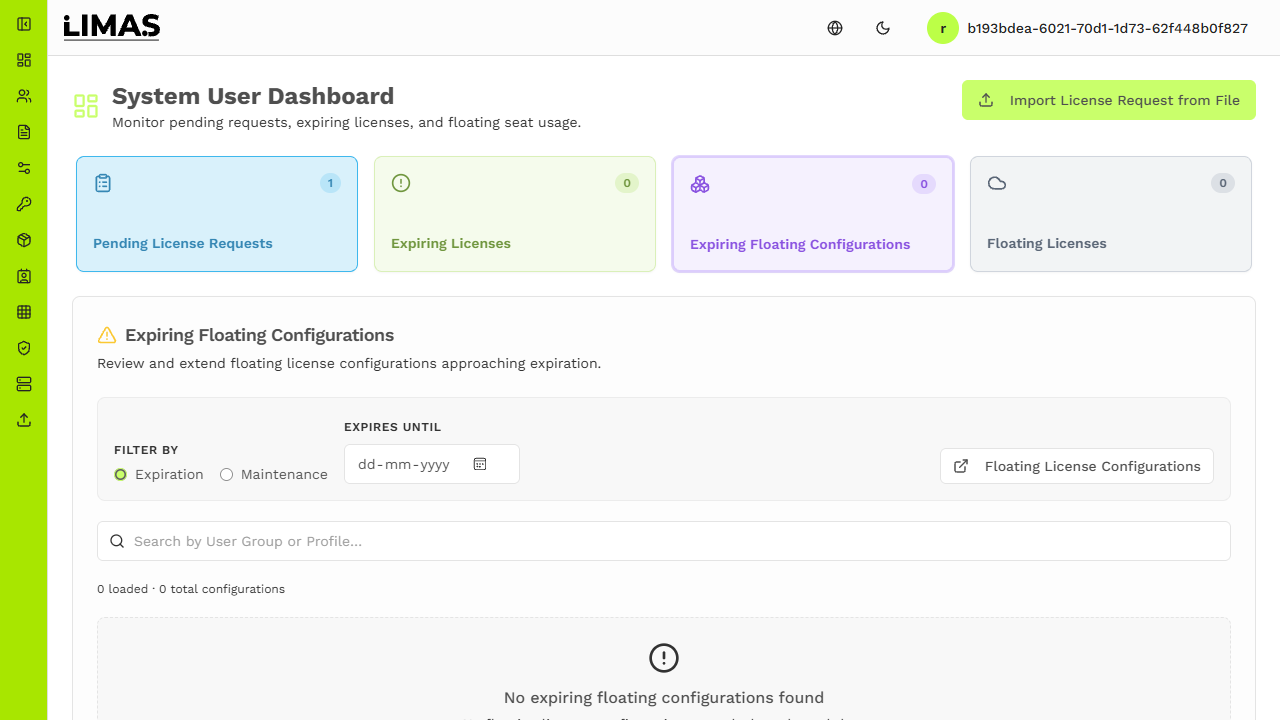 LIMAS
r
b193bdea-6021-70d1-1d73-62f448b0f827
System User Dashboard
Monitor pending requests, expiring licenses, and floating seat usage.
Import License Request from File
1
Pending License Requests
0
Expiring Licenses
0
Expiring Floating Configurations
0
Floating Licenses
Expiring Floating Configurations
Review and extend floating license configurations approaching expiration.
FILTER BY
Expiration
Maintenance
EXPIRES UNTIL
dd-mm-yyyy
Floating License Configurations
Search by User Group or Profile...
0 loaded · 0 total configurations
No expiring floating configurations found